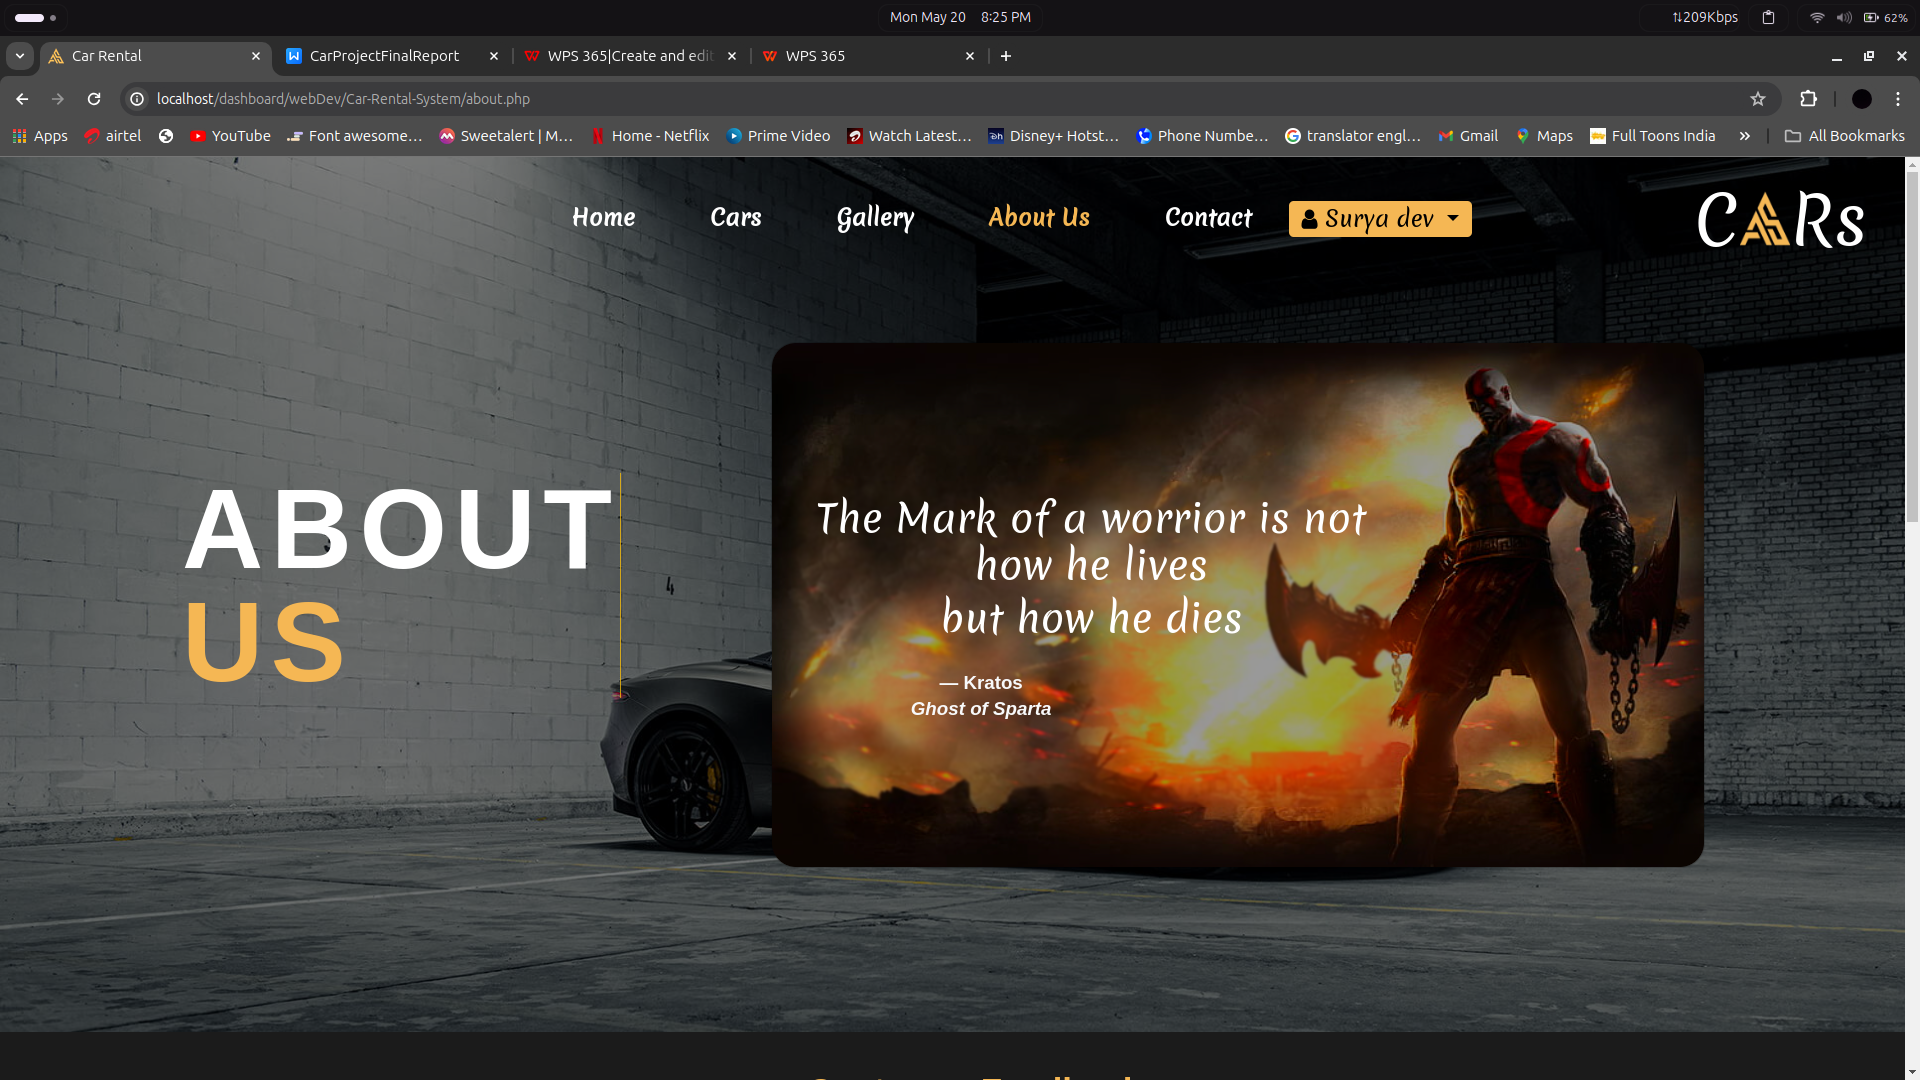 Mon May 20 8:25 PM
⇅209Kbps
62%
Car Rental
CarProjectFinalReport
WPS 365|Create and edit
WPS 365
localhost/dashboard/webDev/Car-Rental-System/about.php
Apps
airtel
YouTube
Font awesome...
Sweetalert | M...
Home - Netflix
Prime Video
Watch Latest...
Disney+ Hotst...
Phone Numbe...
translator engl...
Gmail
Maps
Full Toons India
All Bookmarks
Home
Cars
Gallery
About Us
Contact
Surya dev
CARs
ABOUT
US
4
The Mark of a worrior is not
how he lives
but how he dies
— Kratos
Ghost of Sparta